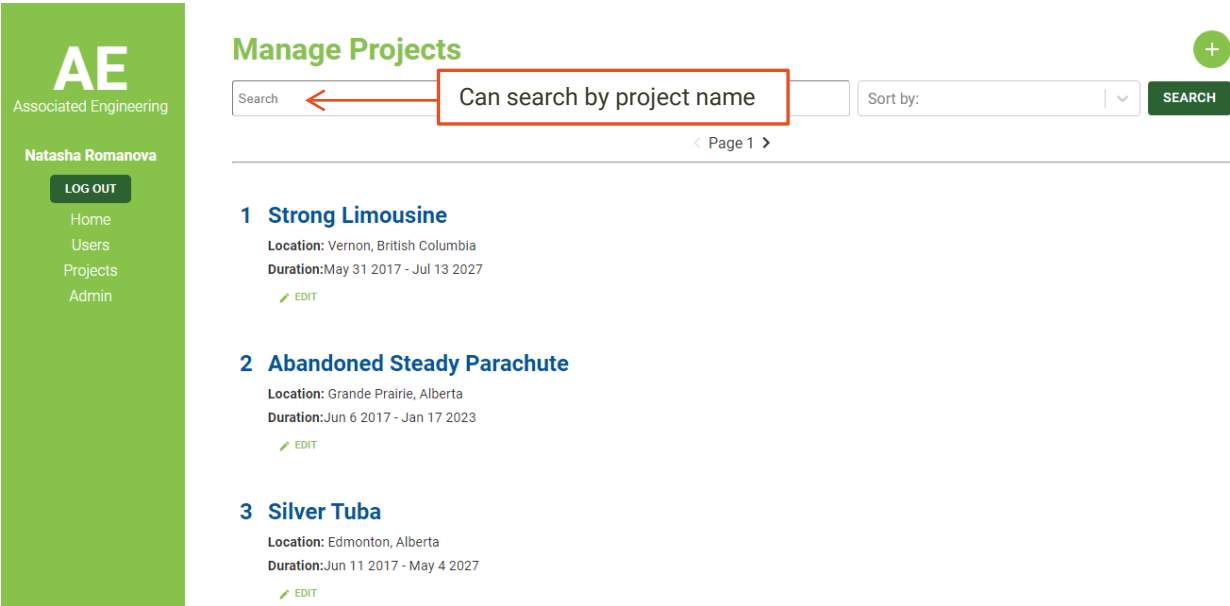 AE
Associated Engineering
Natasha Romanova
LOG OUT
Home
Users
Projects
Admin
Manage Projects
+
Search
Can search by project name
Sort by:
SEARCH
< Page 1 >
1 Strong Limousine
Location: Vernon, British Columbia
Duration:May 31 2017 - Jul 13 2027
EDIT
2 Abandoned Steady Parachute
Location: Grande Prairie, Alberta
Duration:Jun 6 2017 - Jan 17 2023
EDIT
3 Silver Tuba
Location: Edmonton, Alberta
Duration:Jun 11 2017 - May 4 2027
EDIT